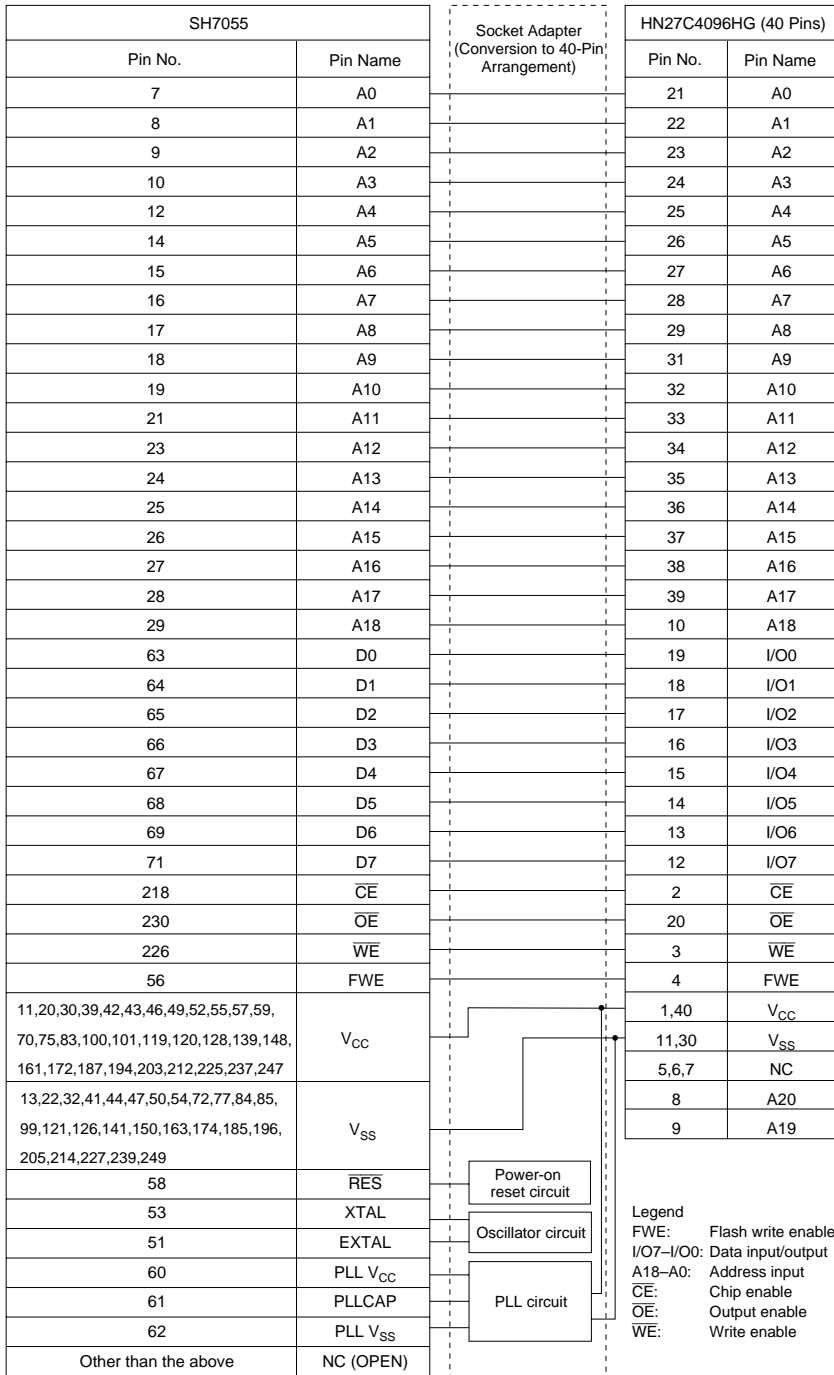 SH7055
Socket Adapter
(Conversion to 40-Pin
Arrangement)
HN27C4096HG (40 Pins)
Pin No. Pin Name Pin No. Pin Name
7 A0 21 A0
8 A1 22 A1
9 A2 23 A2
10 A3 24 A3
12 A4 25 A4
14 A5 26 A5
15 A6 27 A6
16 A7 28 A7
17 A8 29 A8
18 A9 31 A9
19 A10 32 A10
21 A11 33 A11
23 A12 34 A12
24 A13 35 A13
25 A14 36 A14
26 A15 37 A15
27 A16 38 A16
28 A17 39 A17
29 A18 10 A18
63 D0 19 I/O0
64 D1 18 I/O1
65 D2 17 I/O2
66 D3 16 I/O3
67 D4 15 I/O4
68 D5 14 I/O5
69 D6 13 I/O6
71 D7 12 I/O7
218 C̅E̅ 2 C̅E̅
230 O̅E̅ 20 O̅E̅
226 W̅E̅ 3 W̅E̅
56 FWE 4 FWE
11,20,30,39,42,43,46,49,52,55,57,59,
70,75,83,100,101,119,120,128,139,148,
161,172,187,194,203,212,225,237,247
VCC
1,40 VCC
11,30 VSS
5,6,7 NC
13,22,32,41,44,47,50,54,72,77,84,85,
99,121,126,141,150,163,174,185,196,
205,214,227,239,249
VSS
8 A20
9 A19
58 R̅E̅S̅
Power-on
reset circuit
53 XTAL
51 EXTAL
Oscillator circuit
60 PLL VCC
61 PLLCAP
62 PLL VSS
PLL circuit
Other than the above NC (OPEN)
Legend
FWE: Flash write enable
I/O7–I/O0: Data input/output
A18–A0: Address input
C̅E̅: Chip enable
O̅E̅: Output enable
W̅E̅: Write enable